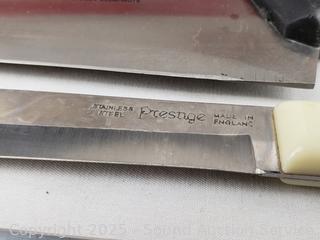 STAINLESS
STEEL
Prestige
MADE IN
ENGLAND
Copyright 2025 - Sound Auction Service